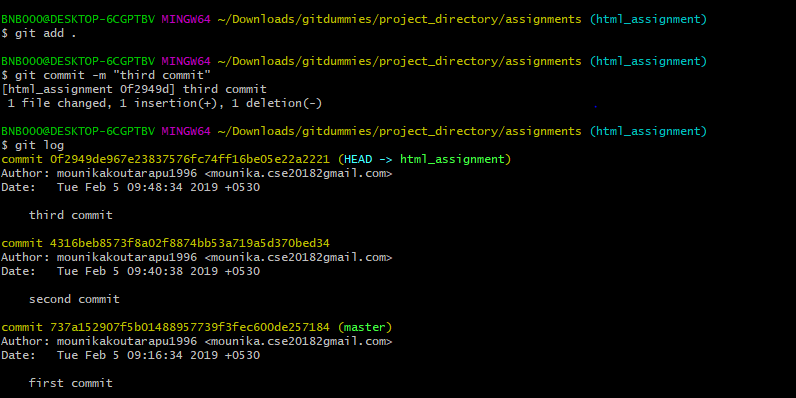 BNBOOO@DESKTOP-6CGPTBV MINGW64 ~/Downloads/gitdummies/project_directory/assignments (html_assignment)
$ git add .
BNBOOO@DESKTOP-6CGPTBV MINGW64 ~/Downloads/gitdummies/project_directory/assignments (html_assignment)
$ git commit -m "third commit"
[html_assignment 0f2949d] third commit
 1 file changed, 1 insertion(+), 1 deletion(-)
BNBOOO@DESKTOP-6CGPTBV MINGW64 ~/Downloads/gitdummies/project_directory/assignments (html_assignment)
$ git log
commit 0f2949de967e23837576fc74ff16be05e22a2221 (HEAD -> html_assignment)
Author: mounikakoutarapu1996 <mounika.cse20182gmail.com>
Date:   Tue Feb 5 09:48:34 2019 +0530
    third commit
commit 4316beb8573f8a02f8874bb53a719a5d370bed34
Author: mounikakoutarapu1996 <mounika.cse20182gmail.com>
Date:   Tue Feb 5 09:40:38 2019 +0530
    second commit
commit 737a152907f5b01488957739f3fec600de257184 (master)
Author: mounikakoutarapu1996 <mounika.cse20182gmail.com>
Date:   Tue Feb 5 09:16:34 2019 +0530
    first commit